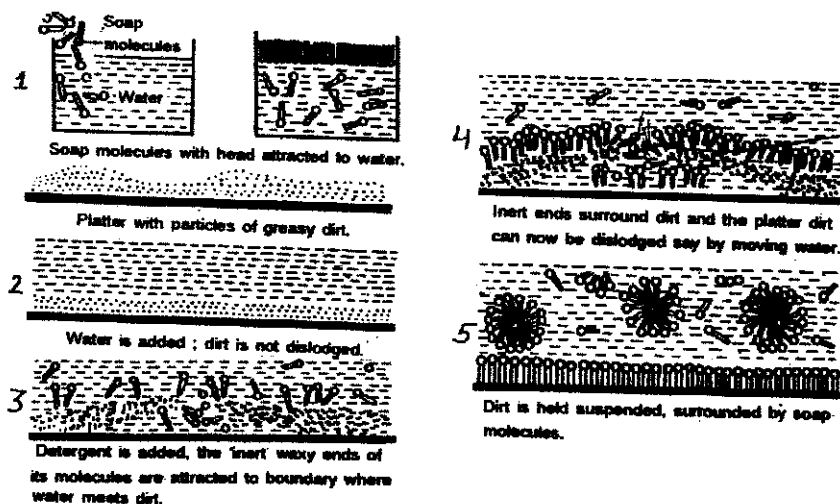 Soap
molecules
1
Water
Soap molecules with head attracted to water.
Platter with particles of greasy dirt.
2
Water is added ; dirt is not dislodged.
3
Detergent is added, the 'inert' waxy ends of
its molecules are attracted to boundary where
water meets dirt.
4
Inert ends surround dirt and the platter dirt
can now be dislodged say by moving water.
5
Dirt is held suspended, surrounded by soap
molecules.